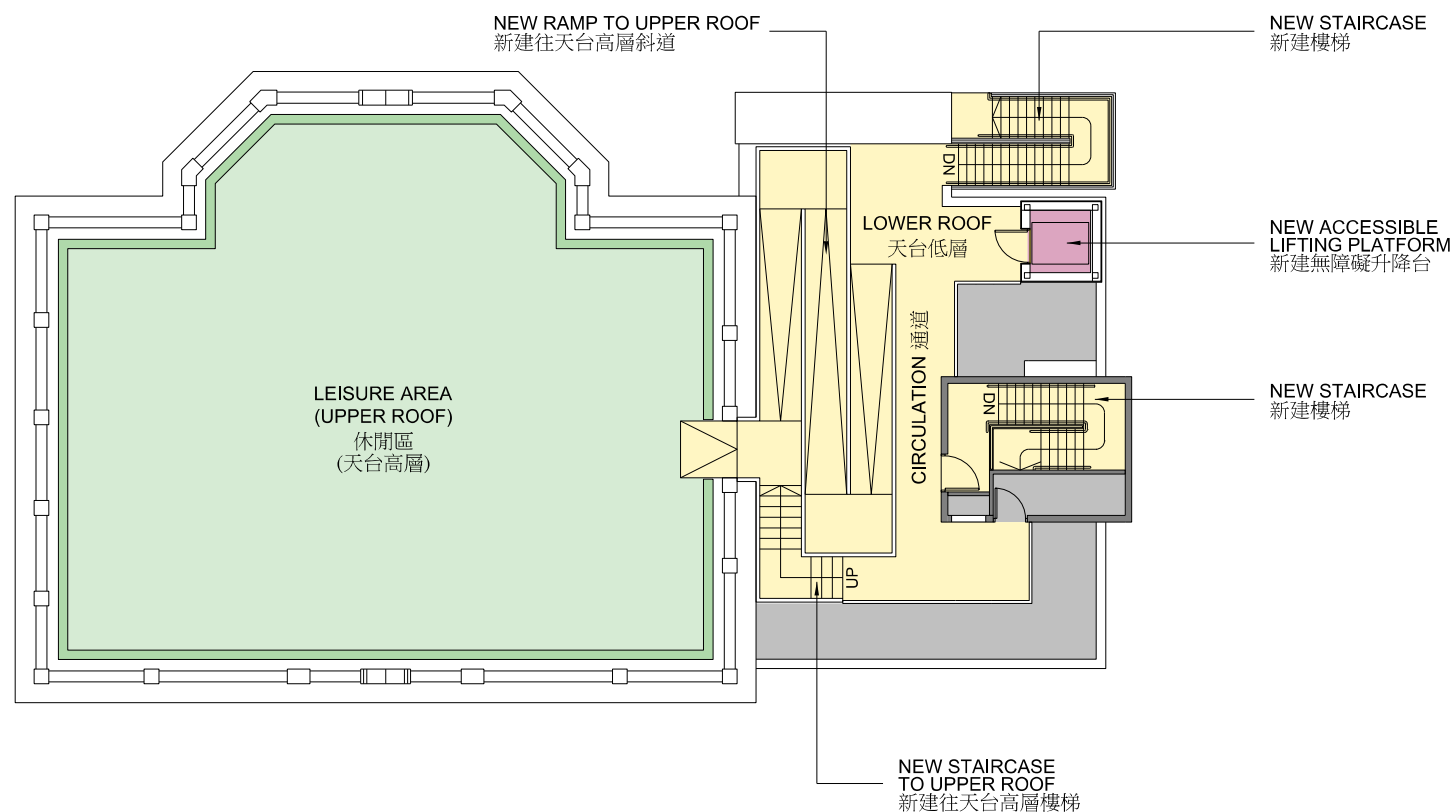 NEW RAMP TO UPPER ROOF
新建往天台高層斜道
NEW STAIRCASE
新建樓梯
DN
LOWER ROOF
天台低層
NEW ACCESSIBLE
LIFTING PLATFORM
新建無障礙升降台
CIRCULATION 通道
LEISURE AREA
(UPPER ROOF)
休閒區
(天台高層)
DN
NEW STAIRCASE
新建樓梯
UP
NEW STAIRCASE
TO UPPER ROOF
新建往天台高層樓梯